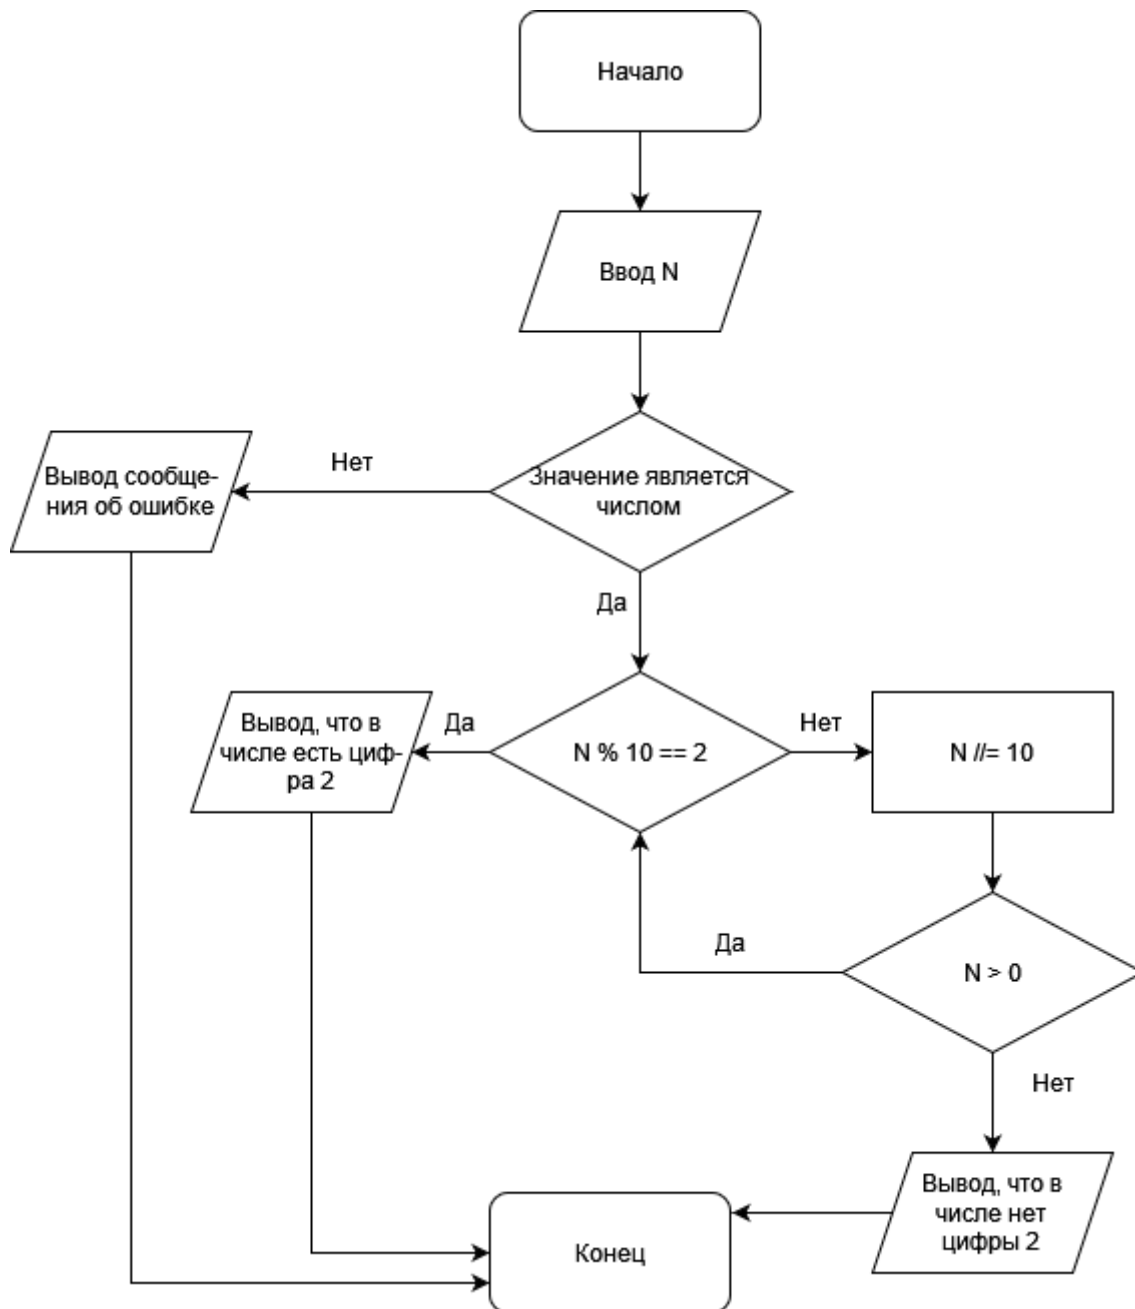 Начало
Ввод N
Значение является
числом
Нет
Вывод сообще-
ния об ошибке
Да
N % 10 == 2
Да
Вывод, что в
числе есть циф-
ра 2
Нет
N //= 10
N > 0
Да
Нет
Вывод, что в
числе нет
цифры 2
Конец